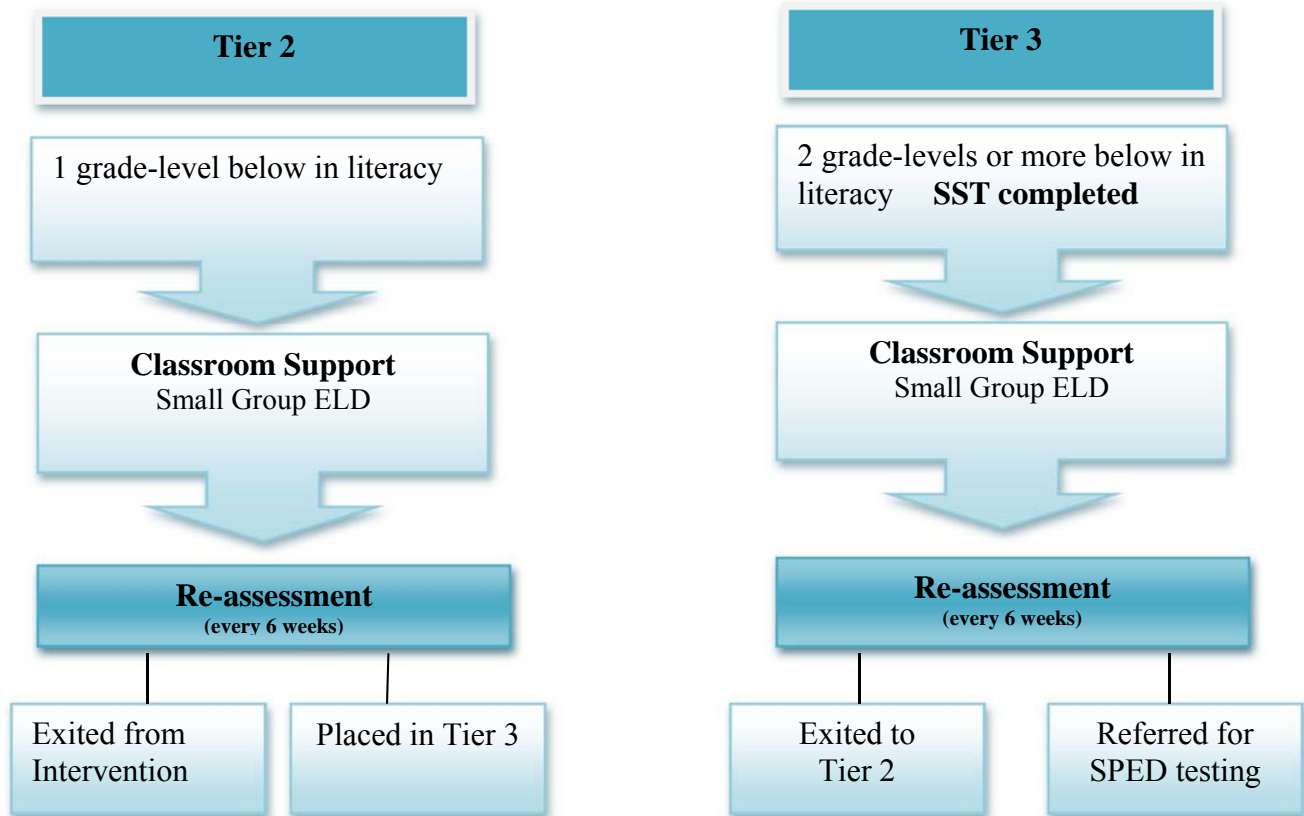 Tier 2
1 grade-level below in literacy
Classroom Support
Small Group ELD
Re-assessment
(every 6 weeks)
Exited from
Intervention
Placed in Tier 3
Tier 3
2 grade-levels or more below in
literacy SST completed
Classroom Support
Small Group ELD
Re-assessment
(every 6 weeks)
Exited to
Tier 2
Referred for
SPED testing